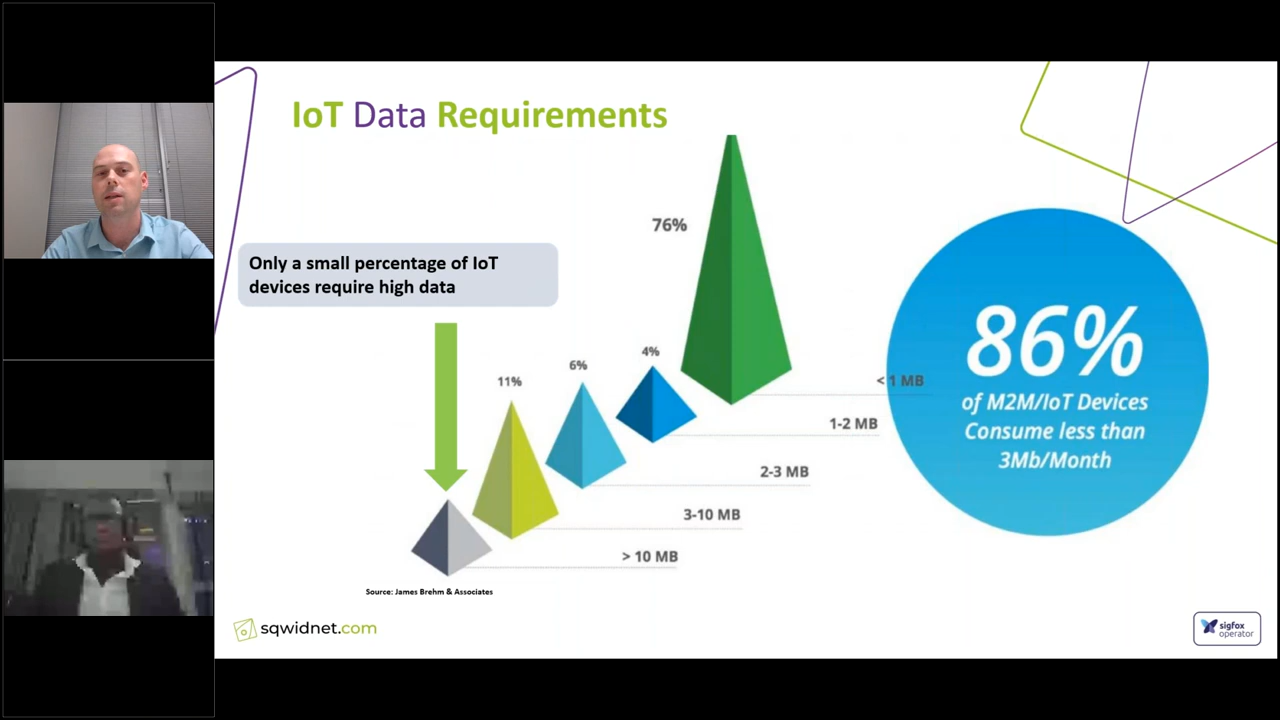 IoT Data Requirements
76%
Only a small percentage of IoT
devices require high data
86%
of M2M/IoT Devices
Consume less than
3Mb/Month
4%
6%
11%
< 1 MB
1-2 MB
2-3 MB
3-10 MB
> 10 MB
Source: James Brehm & Associates
sqwidnet.com
sigfox
operator